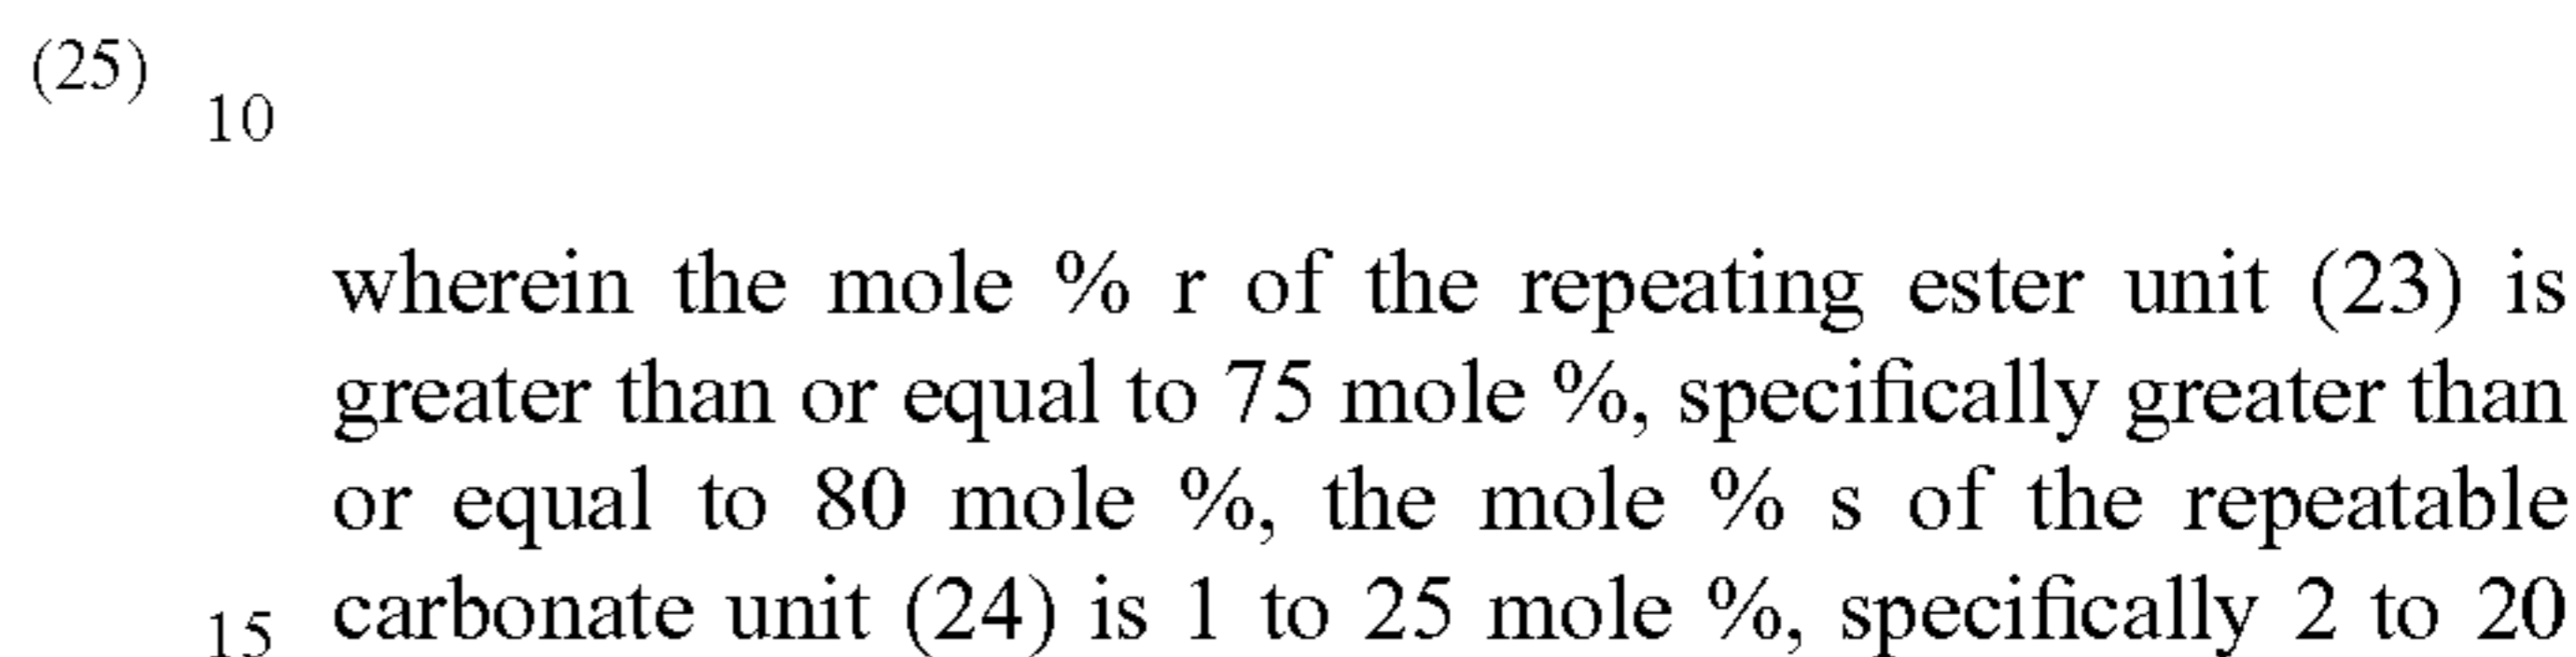 (25)
10
wherein the mole % r of the repeating ester unit (23) is
greater than or equal to 75 mole %, specifically greater than
or equal to 80 mole %, the mole % s of the repeatable
15 carbonate unit (24) is 1 to 25 mole %, specifically 2 to 20